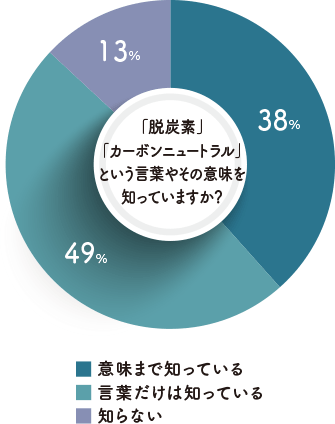 13%
38%
「脱炭素」
「カーボンニュートラル」
という言葉やその意味を
知っていますか?
49%
意味まで知っている
言葉だけは知っている
知らない